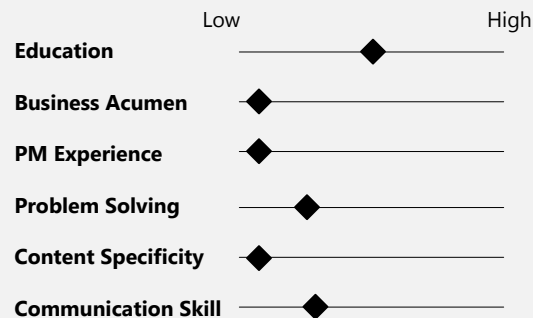 Low High
Education
Business Acumen
PM Experience
Problem Solving
Content Specificity
Communication Skill